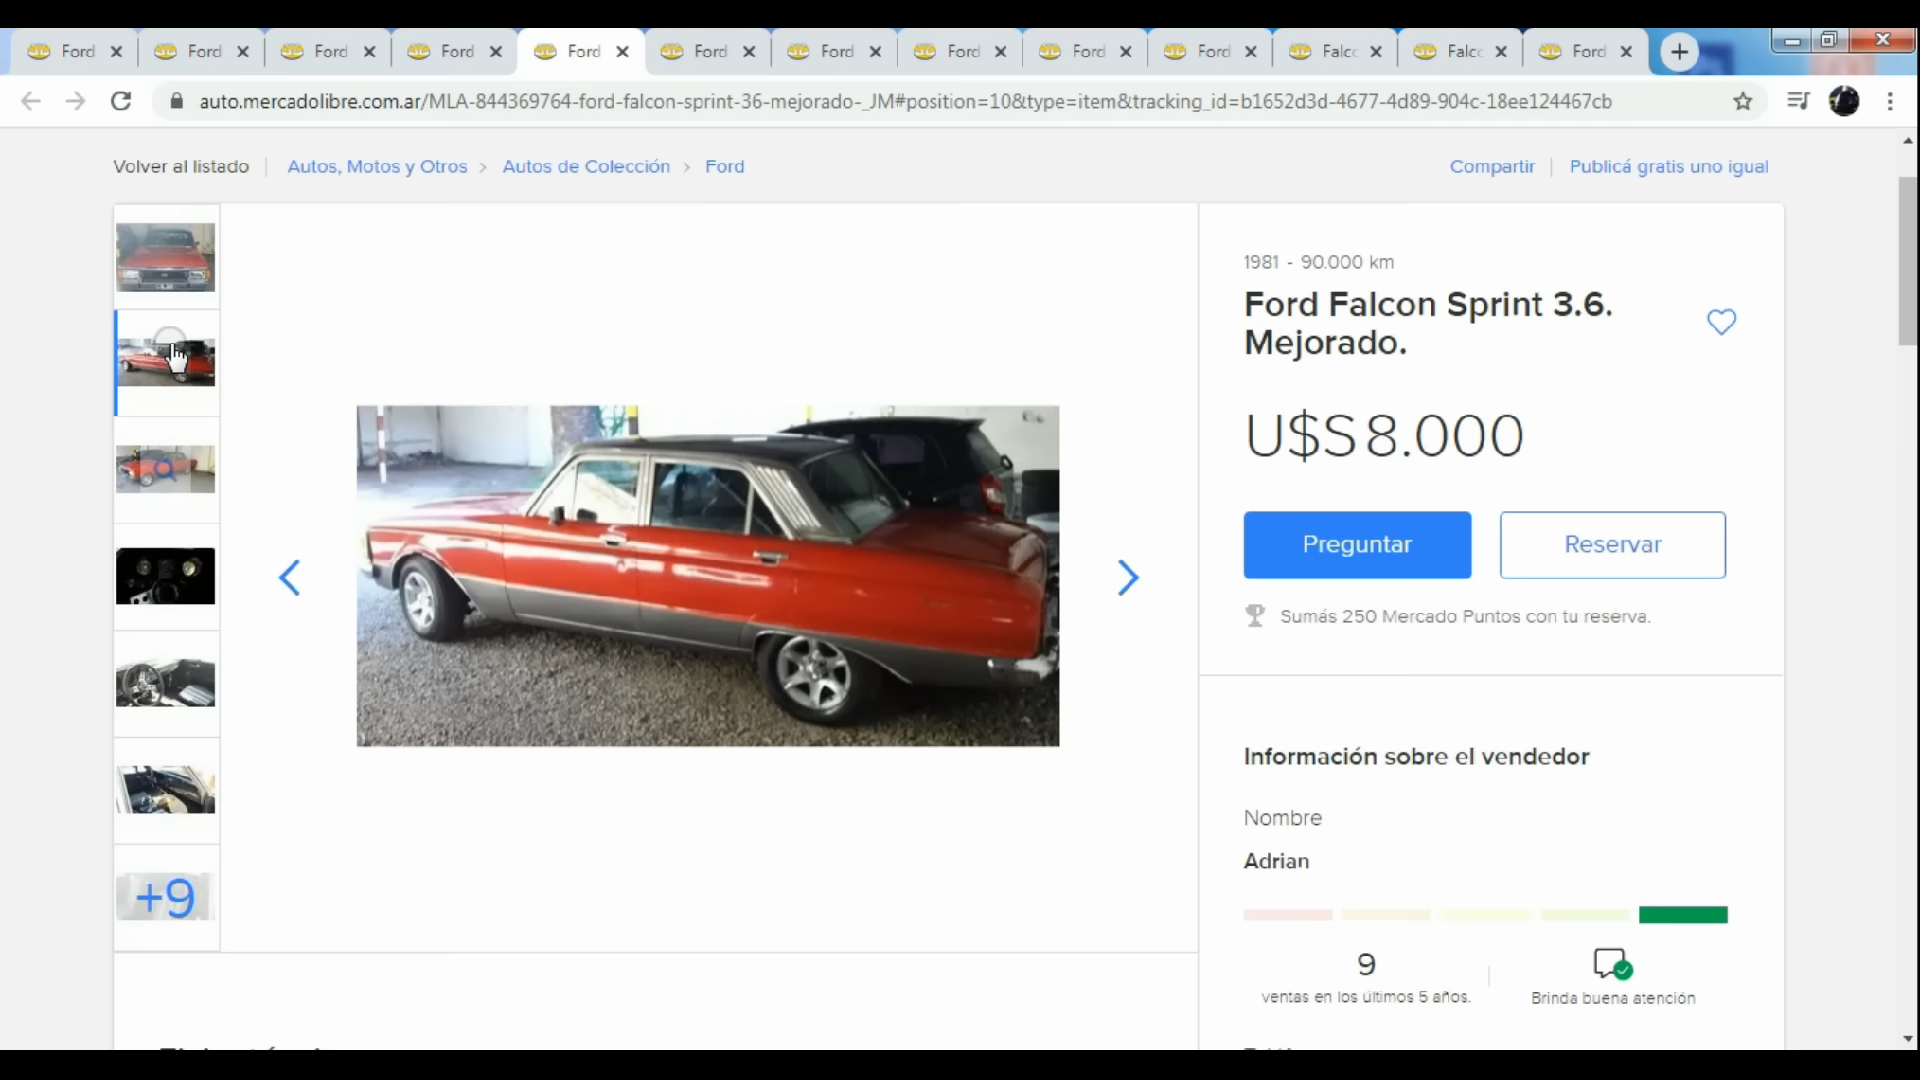 Ford
Ford
Ford
Ford
Ford
Ford
Ford
Ford
Ford
Ford
Falc
Falc
Ford
auto.mercadolibre.com.ar/MLA-844369764-ford-falcon-sprint-36-mejorado-_JM#position=10&type=item&tracking_id=b1652d3d-4677-4d89-904c-18ee124467cb
Volver al listado
Autos, Motos y Otros > Autos de Colección > Ford
Compartir
Publicá gratis uno igual
1981 - 90.000 km
Ford Falcon Sprint 3.6.
Mejorado.
U$S 8.000
Preguntar
Reservar
Sumás 250 Mercado Puntos con tu reserva.
Información sobre el vendedor
Nombre
Adrian
9
ventas en los últimos 5 años.
Brinda buena atención
+9